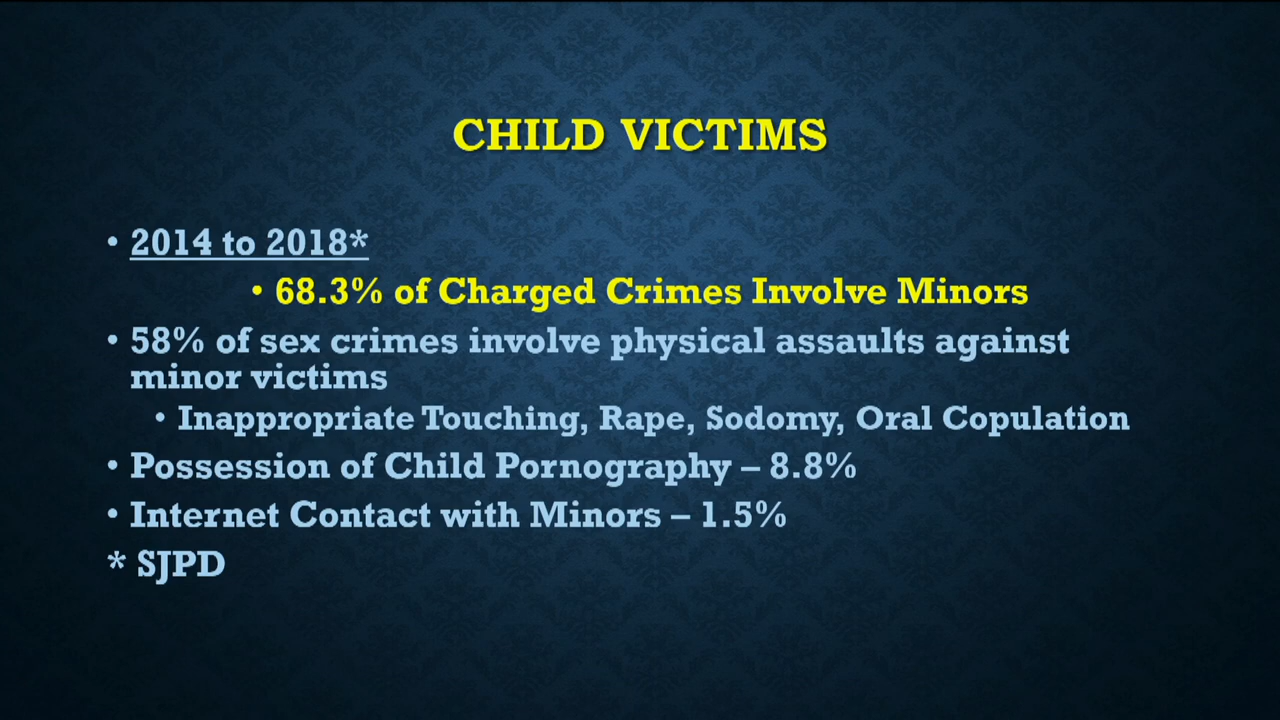 CHILD VICTIMS
• 2014 to 2018*
• 68.3% of Charged Crimes Involve Minors
• 58% of sex crimes involve physical assaults against
minor victims
• Inappropriate Touching, Rape, Sodomy, Oral Copulation
• Possession of Child Pornography – 8.8%
• Internet Contact with Minors – 1.5%
* SJPD